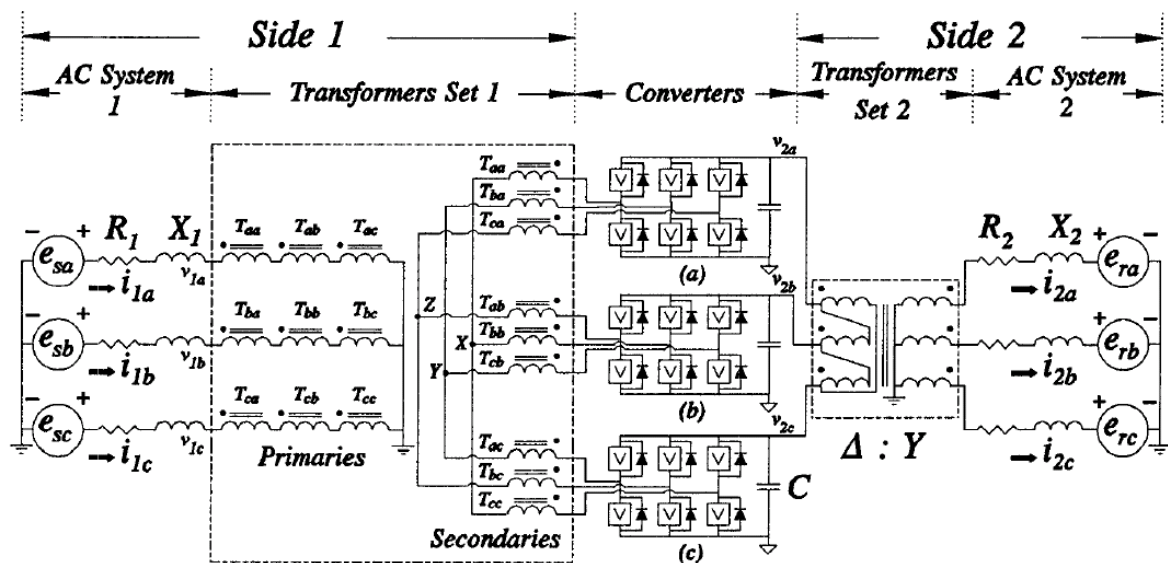 Side 1
Side 2
AC System
1
Transformers Set 1
Converters
Transformers
Set 2
AC System
2
v2a
Taa
Tba
Tca
(a)
v2b
R1
X1
Taa
Tab
Tac
esa
i1a
v1a
R2
X2
era
i2a
Z
Tab
Tba
Tbb
Tbc
X
Tbb
Y
Tcb
esb
i1b
v1b
(b)
v2c
erb
i2b
Tca
Tcb
Tcc
Tac
Tbc
Tcc
esc
i1c
v1c
Primaries
C
Δ : Y
erc
i2c
Secondaries
(c)